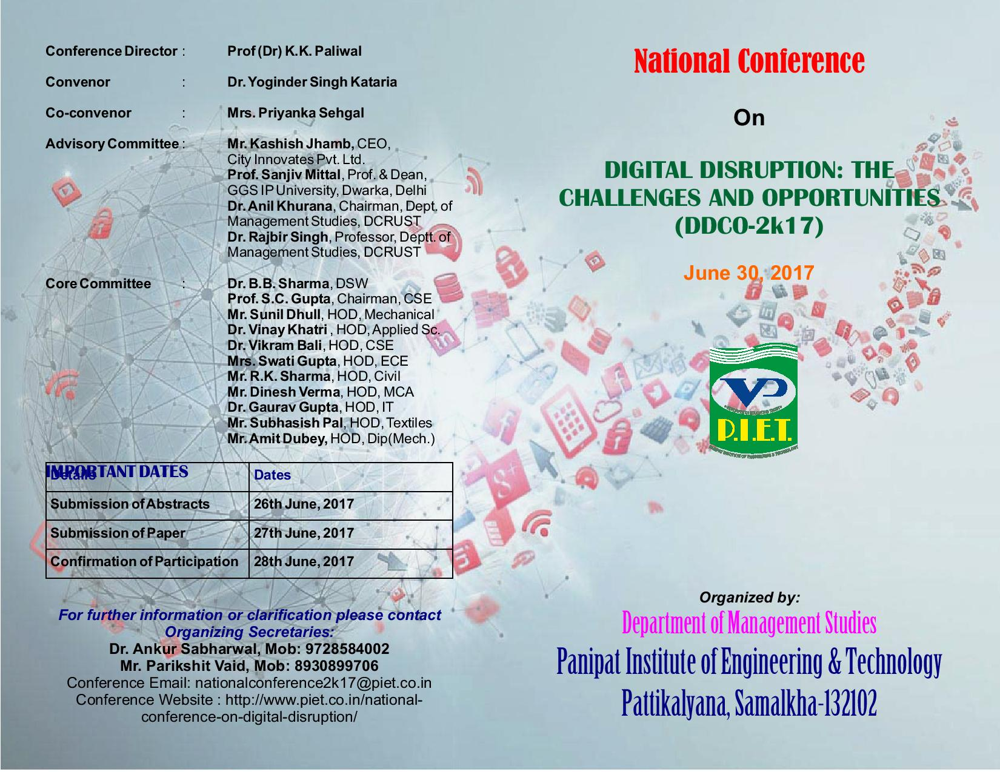 Conference Director : Prof (Dr) K.K. Paliwal
Convenor : Dr. Yoginder Singh Kataria
Co-convenor : Mrs. Priyanka Sehgal
Advisory Committee : Mr. Kashish Jhamb, CEO,
City Innovates Pvt. Ltd.
Prof. Sanjiv Mittal, Prof. & Dean,
GGS IP University, Dwarka, Delhi
Dr. Anil Khurana, Chairman, Dept. of
Management Studies, DCRUST
Dr. Rajbir Singh, Professor, Deptt. of
Management Studies, DCRUST
Core Committee : Dr. B.B. Sharma, DSW
Prof. S.C. Gupta, Chairman, CSE
Mr. Sunil Dhull, HOD, Mechanical
Dr. Vinay Khatri , HOD, Applied Sc.
Dr. Vikram Bali, HOD, CSE
Mrs. Swati Gupta, HOD, ECE
Mr. R.K. Sharma, HOD, Civil
Mr. Dinesh Verma, HOD, MCA
Dr. Gaurav Gupta, HOD, IT
Mr. Subhasish Pal, HOD, Textiles
Mr. Amit Dubey, HOD, Dip(Mech.)
IMPORTANT DATES
Details Dates
Submission of Abstracts 26th June, 2017
Submission of Paper 27th June, 2017
Confirmation of Participation 28th June, 2017
For further information or clarification please contact
Organizing Secretaries:
Dr. Ankur Sabharwal, Mob: 9728584002
Mr. Parikshit Vaid, Mob: 8930899706
Conference Email: nationalconference2k17@piet.co.in
Conference Website : http://www.piet.co.in/national-
conference-on-digital-disruption/
National Conference
On
DIGITAL DISRUPTION: THE
CHALLENGES AND OPPORTUNITIES
(DDCO-2k17)
June 30, 2017
VP
P.I.E.T.
PANIPAT INSTITUTE OF ENGINEERING & TECHNOLOGY
Organized by:
Department of Management Studies
Panipat Institute of Engineering & Technology
Pattikalyana, Samalkha-132102